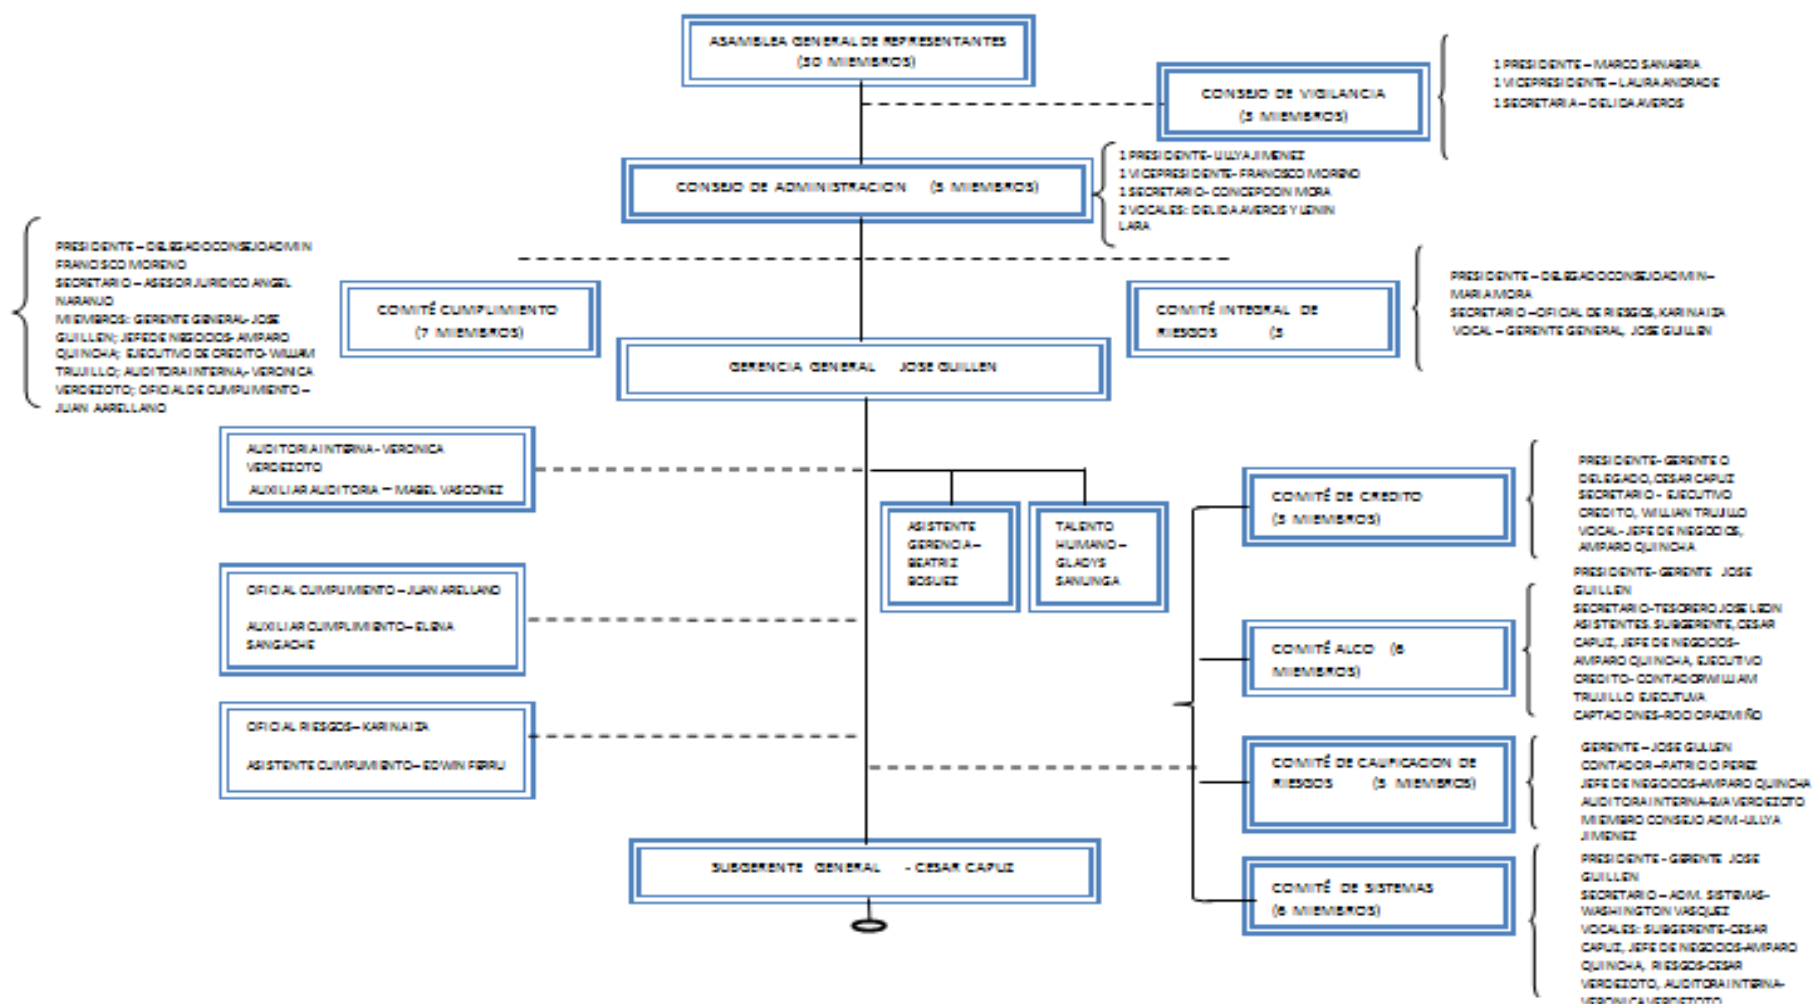 ASAMBLEA GENERAL DE REPRESENTANTES
(30 MIEMBROS)
CONSEJO DE VIGILANCIA
(3 MIEMBROS)
1 PRESIDENTE – MARCO SANABRIA
1 VICEPRESIDENTE – LAURA ANDRADE
1 SECRETARIA – DELIDA AVEROS
CONSEJO DE ADMINISTRACION (5 MIEMBROS)
1 PRESIDENTE- LILLYA JIMENEZ
1 VICEPRESIDENTE- FRANCISCO MORENO
1 SECRETARIO- CONCEPCION MORA
2 VOCALES: DELIDA AVEROS Y LENIN
LARA
PRESIDENTE – DELEGADO CONSEJO ADMIN
FRANCISCO MORENO
SECRETARIO – ASESOR JURIDICO ANGEL
NARANJO
MIEMBROS: GERENTE GENERAL- JOSE
GUILLEN; JEFE DE NEGOCIOS- AMPARO
QUINCHA; EJECUTIVO DE CREDITO- WILLIAM
TRUJILLO; AUDITORA INTERNA,- VERONICA
VERDEZOTO; OFICIAL DE CUMPLIMIENTO –
JUAN AARELLANO
COMITÉ CUMPLIMIENTO
(7 MIEMBROS)
COMITÉ INTEGRAL DE
RIESGOS (3
PRESIDENTE – DELEGADO CONSEJO ADMIN –
MARIA MORA
SECRETARIO – OFICIAL DE RIESGOS, KARINA IZA
VOCAL – GERENTE GENERAL, JOSE GUILLEN
GERENCIA GENERAL JOSE GUILLEN
AUDITORIA INTERNA - VERONICA
VERDEZOTO
AUXILIAR AUDITORIA – MABEL VASCONEZ
ASISTENTE
GERENCIA –
BEATRIZ
BOSUEZ
TALENTO
HUMANO –
GLADYS
SANUNGA
OFICIAL CUMPLIMIENTO – JUAN ARELLANO
AUXILIAR CUMPLIMIENTO – ELENA
SANGACHE
OFICIAL RIESGOS – KARINA IZA
ASISTENTE CUMPLIMIENTO – EDWIN
COMITÉ DE CREDITO
(3 MIEMBROS)
PRESIDENTE- GERENTE O
DELEGADO, CESAR CAPUZ
SECRETARIO - EJECUTIVO
CREDITO, WILLIAN TRUJILLO
VOCAL- JEFE DE NEGOCIOS,
AMPARO QUINCHA
COMITÉ ALCO (6
MIEMBROS)
PRESIDENTE- GERENTE JOSE
GUILLEN
SECRETARIO- TESORERO JOSE LEON
ASISTENTES. SUBGERENTE, CESAR
CAPUZ, JEFE DE NEGOCIOS-
AMPARO QUINCHA, EJECUTIVO
CREDITO- CONTADORWILLIAM
TRUJILLO EJECUTUVA
CAPTACIONES-ROCIO PAZMIÑO
COMITÉ DE CALIFICACION DE
RIESGOS (5 MIEMBROS)
GERENTE – JOSE GULLEN
CONTADOR – PATRICIO PEREZ
JEFE DE NEGOCIOS-AMPARO QUINCHA
AUDITORA INTERNA- VERDEZOTO
MIEMBRO CONSEJO ADM.-LILLYA
JIMENEZ
COMITÉ DE SISTEMAS
(6 MIEMBROS)
PRESIDENTE - GERENTE JOSE
GUILLEN
SECRETARIO – ADM. SISTEMAS-
WASHINGTON VASQUEZ
VOCALES: SUBGERENTE-CESAR
CAPUZ, JEFE DE NEGOCIOS-AMPARO
QUINCHA, RIESGOS-CESAR
VERDEZOTO, AUDITORA INTERNA-
VERONICA VERDEZOTO
SUBGERENTE GENERAL - CESAR CAPUZ